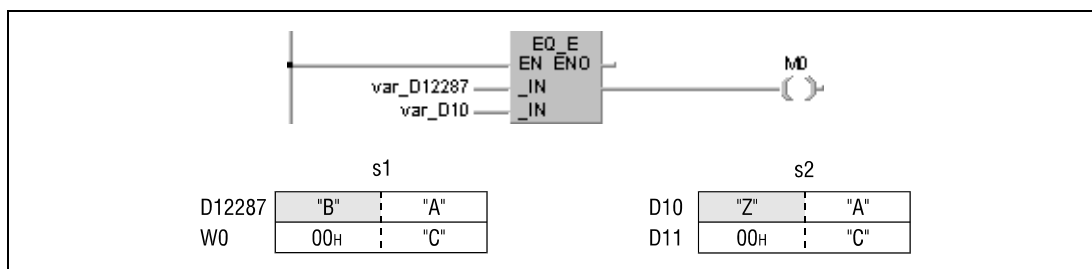 EQ_E
EN ENO
M0
var_D12287 _IN
var_D10 _IN
s1 s2
D12287 "B" "A" D10 "Z" "A"
W0 00H "C" D11 00H "C"